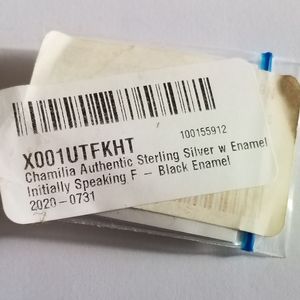 X001UTFKHT
100155912
Chamilia Authentic Sterling Silver w Enamel
Initially Speaking F - Black Enamel
2020-0731